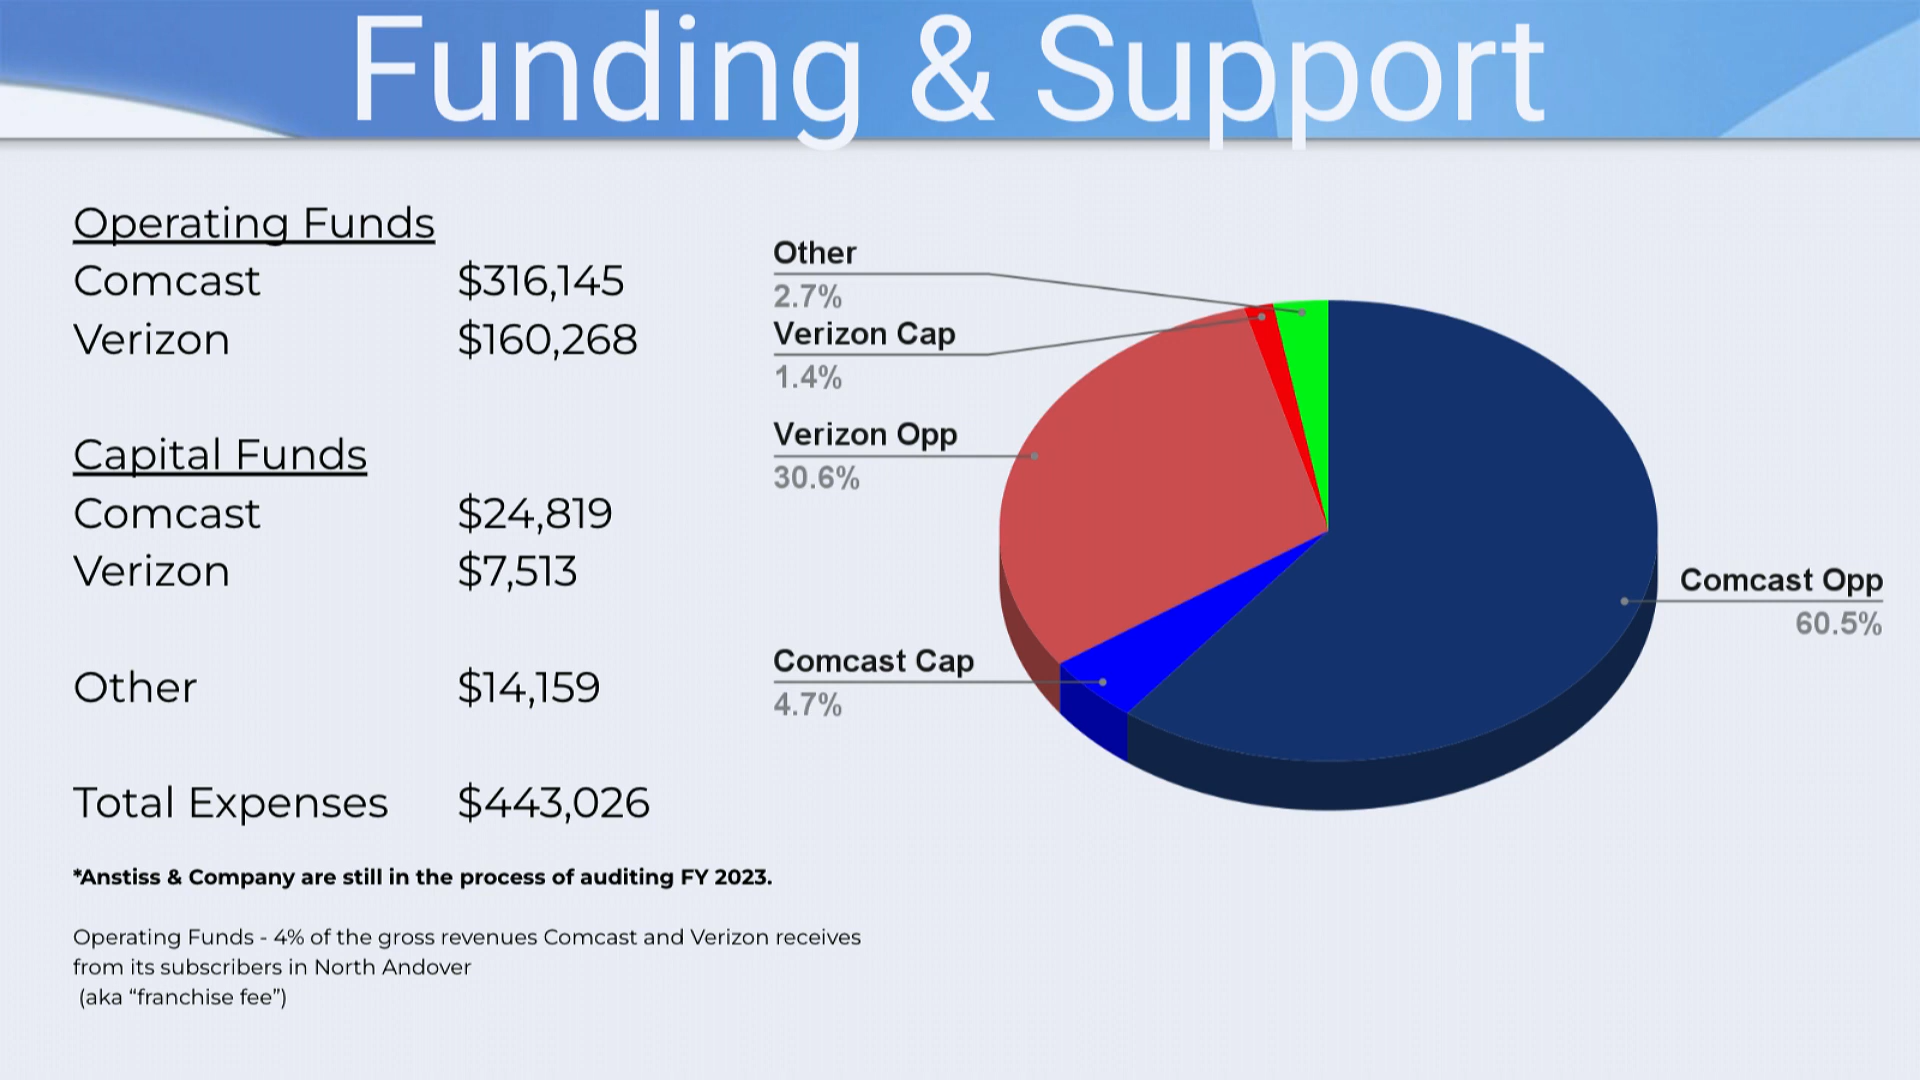 Funding & Support
Operating Funds
Comcast $316,145
Verizon $160,268
Capital Funds
Comcast $24,819
Verizon $7,513
Other $14,159
Total Expenses $443,026
*Anstiss & Company are still in the process of auditing FY 2023.
Operating Funds - 4% of the gross revenues Comcast and Verizon receives
from its subscribers in North Andover
(aka “franchise fee”)
Other
2.7%
Verizon Cap
1.4%
Verizon Opp
30.6%
Comcast Cap
4.7%
Comcast Opp
60.5%